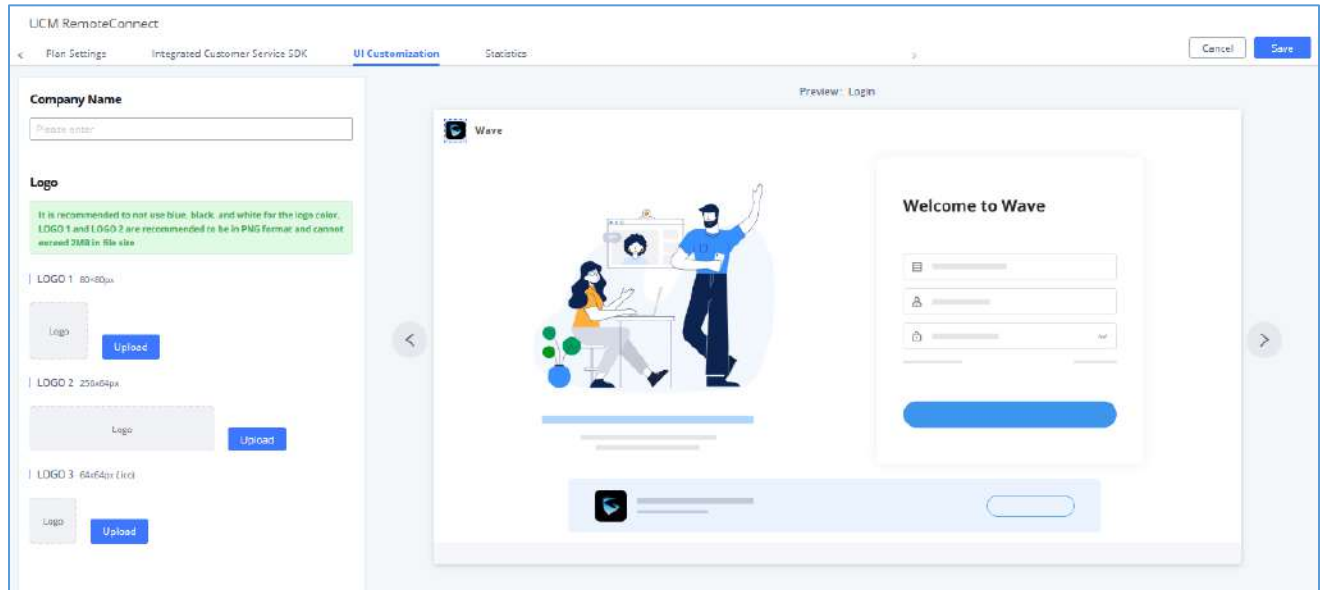 UCM RemoteConnect
Plan Settings
Integrated Customer Service SDK
UI Customization
Statistics
Cancel
Save
Company Name
Please enter
Preview: Login
Wave
Logo
It is recommended to not use blue, black, and white for the logo color.
LOGO 1 and LOGO 2 are recommended to be in PNG format and cannot
exceed 2MB in file size
LOGO 1 80×80px
Logo
Upload
LOGO 2 256x64px
Logo
Upload
LOGO 3 64x64px (ico)
Logo
Upload
Welcome to Wave